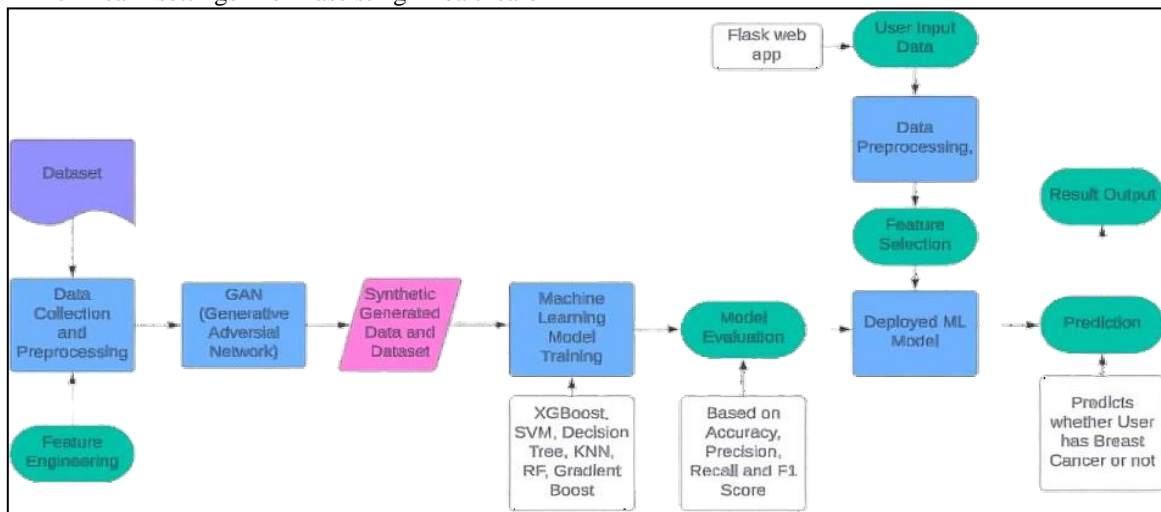 Flask web
app
User Input
Data
Data
Preprocessing,
Dataset
Result Output
Feature
Selection
Data
Collection
and
Preprocessing
GAN
(Generative
Adversial
Network)
Synthetic
Generated
Data and
Dataset
Machine
Learning
Model
Training
Model
Evaluation
Deployed ML
Model
Prediction
Feature
Engineering
XGBoost,
SVM, Decision
Tree, KNN,
RF, Gradient
Boost
Based on
Accuracy,
Precision,
Recall and F1
Score
Predicts
whether User
has Breast
Cancer or not